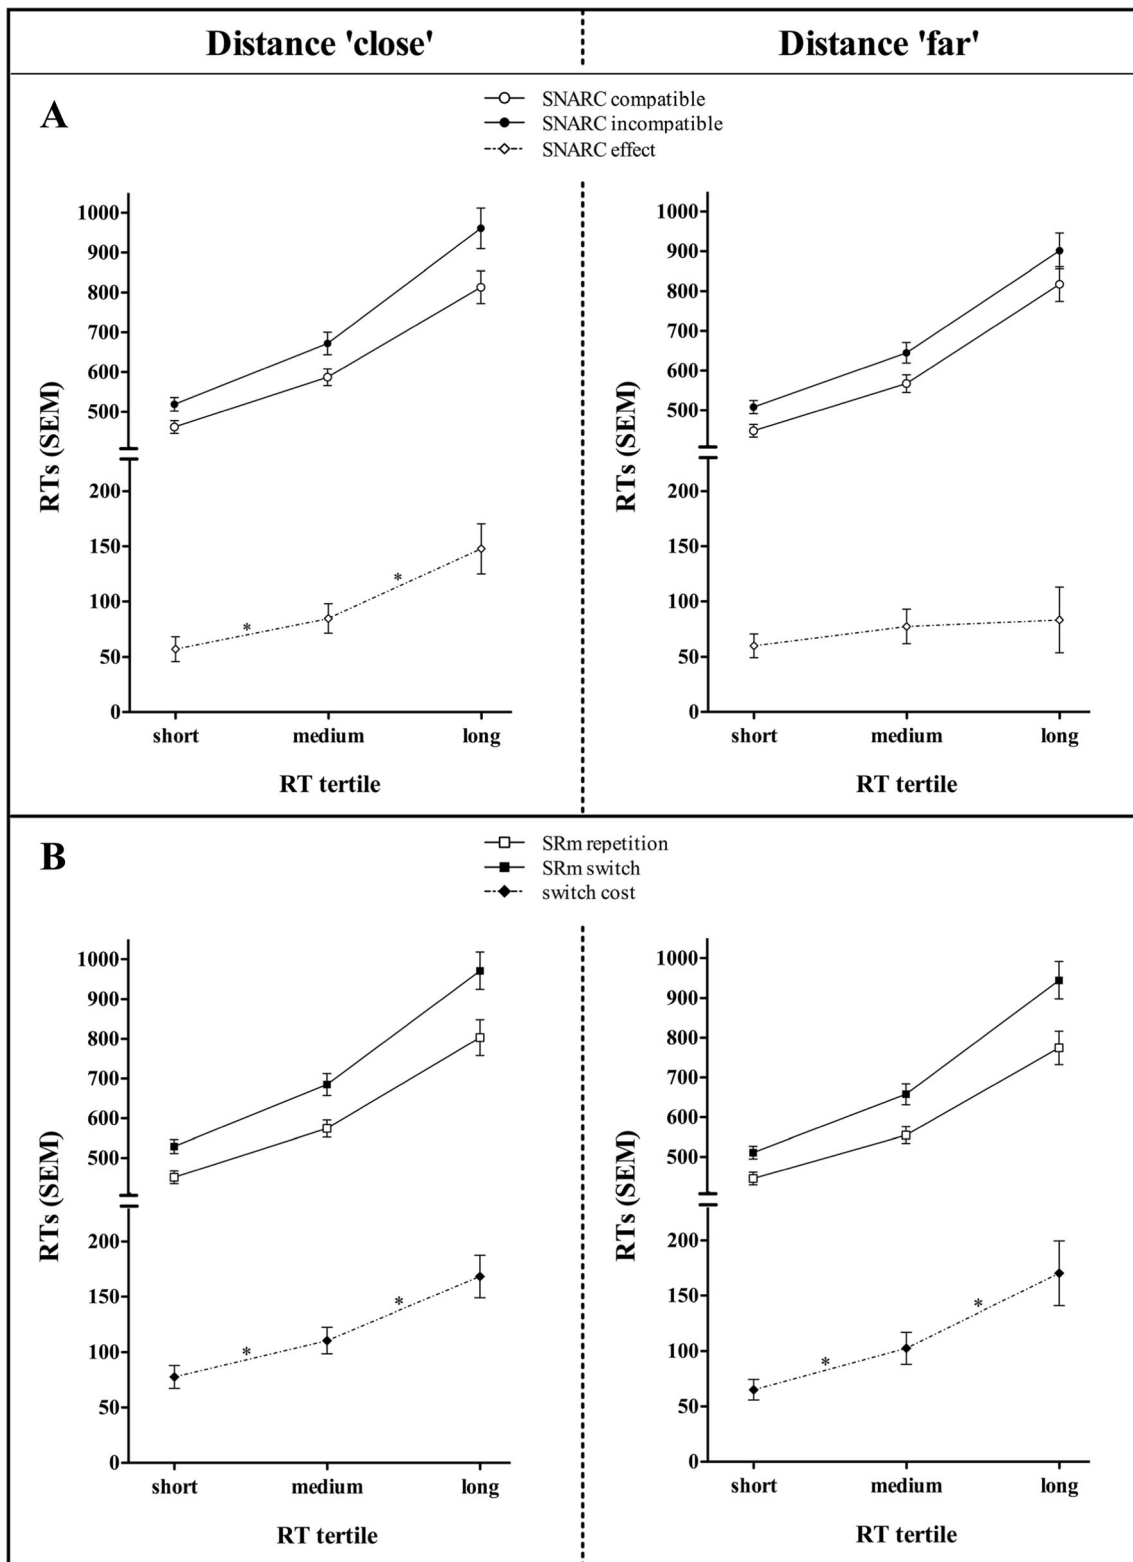 Distance 'close'
Distance 'far'
A
SNARC compatible
SNARC incompatible
SNARC effect
RTs (SEM)
1000
900
800
700
600
500
200
150
100
50
0
*
*
short medium long
RT tertile
RTs (SEM)
1000
900
800
700
600
500
200
150
100
50
0
short medium long
RT tertile
B
SRm repetition
SRm switch
switch cost
RTs (SEM)
1000
900
800
700
600
500
200
150
100
50
0
*
*
short medium long
RT tertile
RTs (SEM)
1000
900
800
700
600
500
200
150
100
50
0
*
*
short medium long
RT tertile